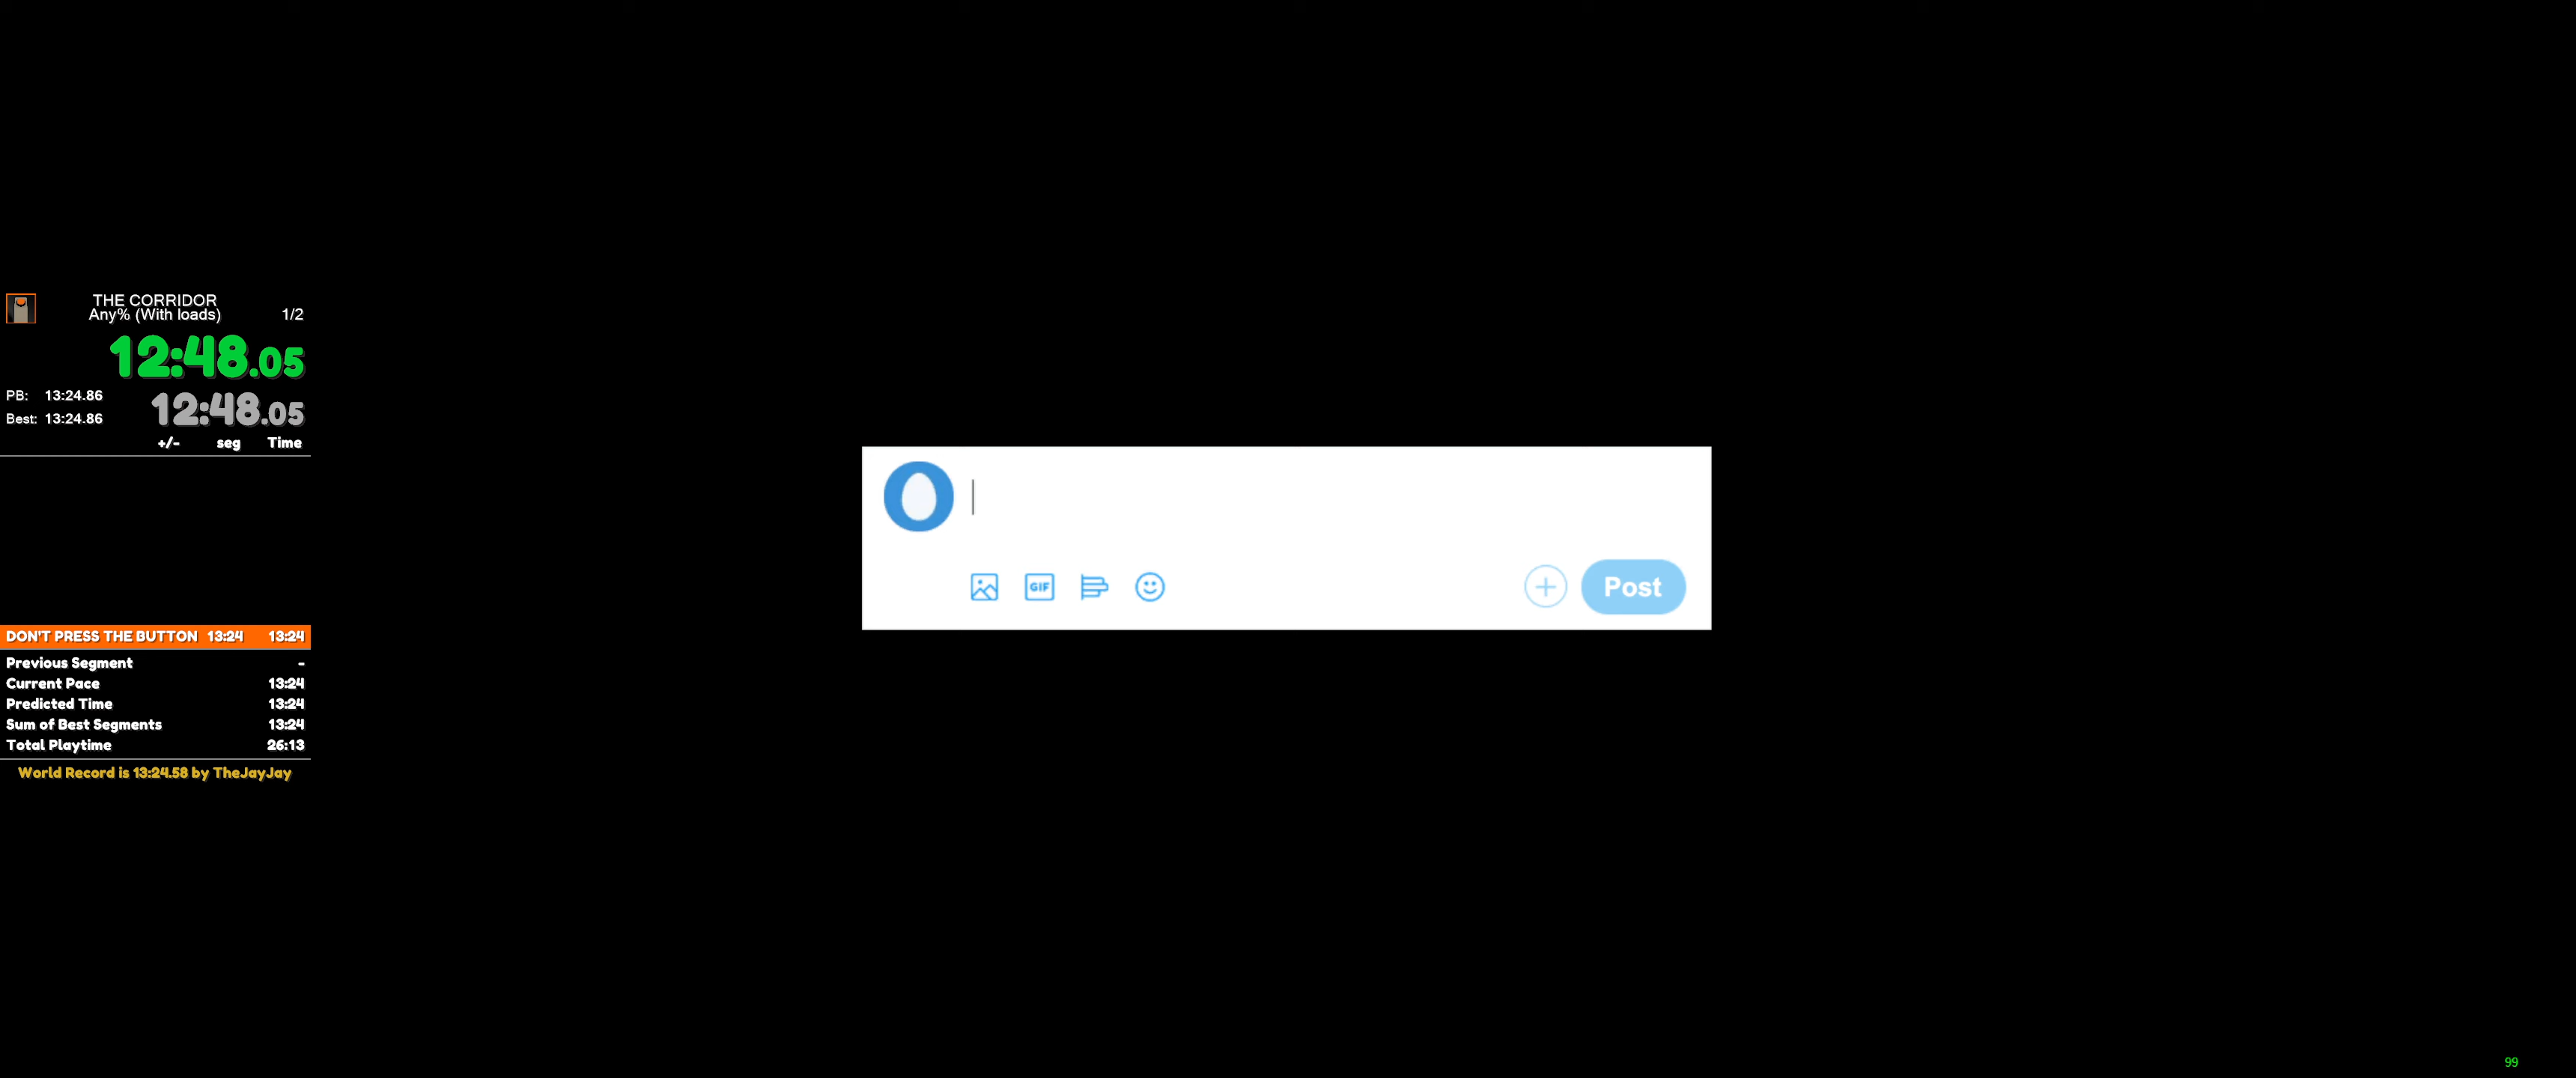 THE CORRIDOR
Any% (With loads) 1/2
12:48.05
PB: 13:24.86
12:48.05
Best: 13:24.86
+/- seg Time
DON'T PRESS THE BUTTON 13:24 13:24
Previous Segment -
Current Pace 13:24
Predicted Time 13:24
Sum of Best Segments 13:24
Total Playtime 26:13
World Record is 13:24.58 by TheJayJay
GIF
Post
99